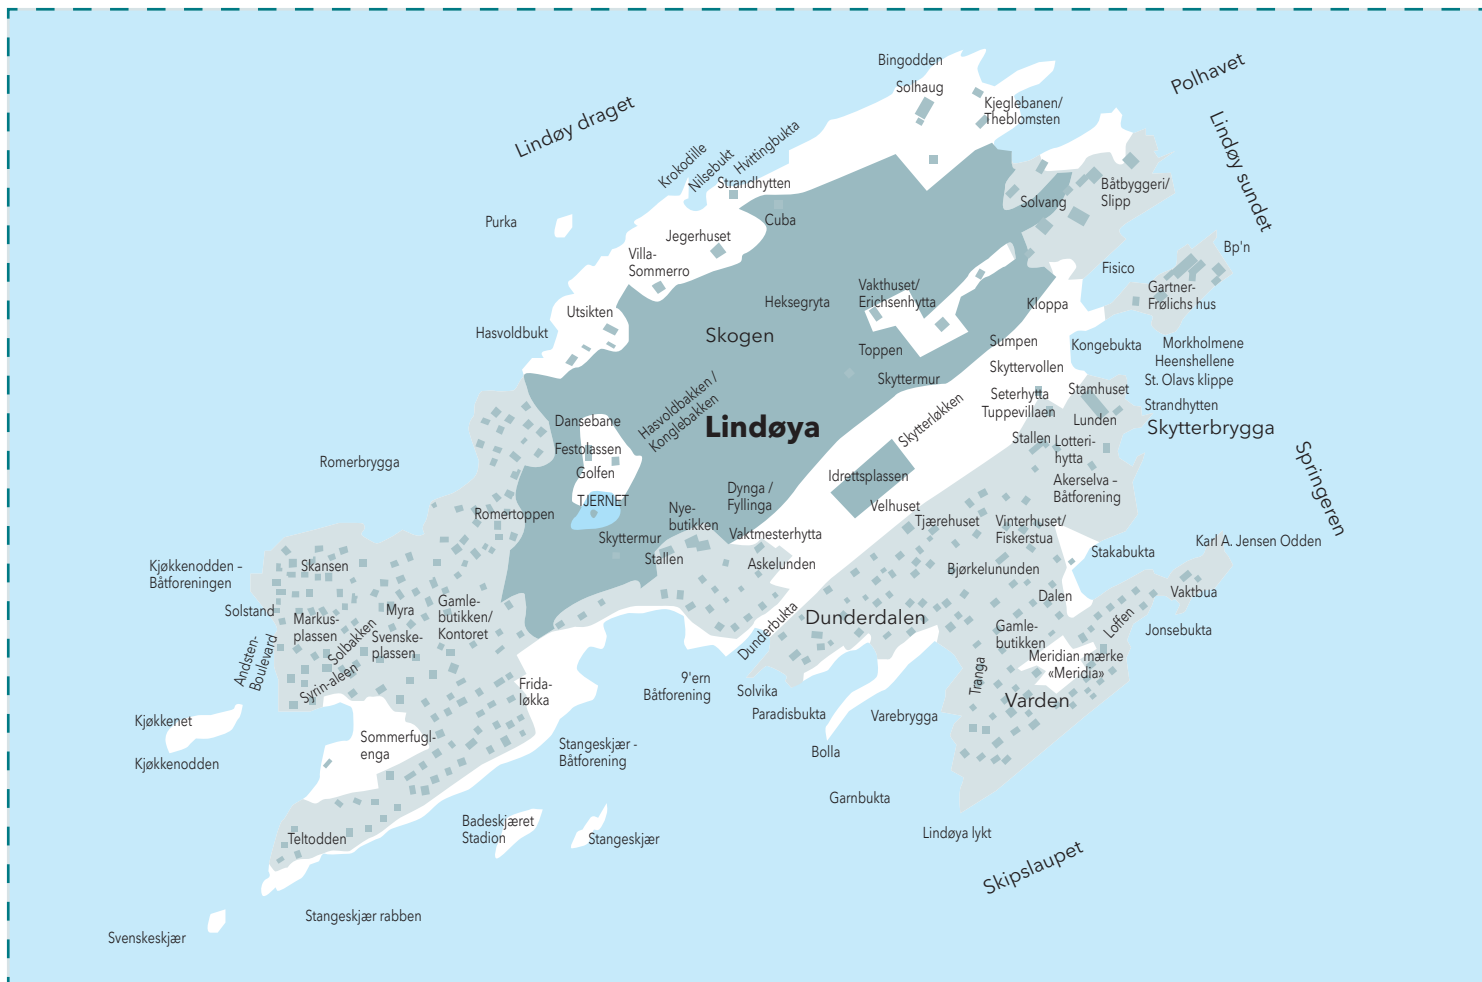 Bingodden
Polhavet
Solhaug
Kjeglebanen/
Theblomsten
Lindøy draget
Lindøy sundet
Krokodille
Nilsebukt
Hvittingbukta
Strandhytten
Solvang
Båtbyggeri/
Slipp
Purka
Cuba
Jegerhuset
Villa-
Sommerro
Bp'n
Fisico
Heksegryta
Vakthuset/
Erichsenhytta
Gartner-
Frølichs hus
Kloppa
Utsikten
Hasvoldbukt
Skogen
Toppen
Sumpen
Kongebukta
Morkholmene
Heenshellene
Skyttermur
Skyttervollen
St. Olavs klippe
Seterhytta
Stamhuset
Strandhytten
Tuppevillaen
Lunden
Skytterbrygga
Dansebane
Hasvoldbakken /
Konglebakken
Lindøya
Skytterløkken
Stallen
Lotteri-
hytta
Festplassen
Springeren
Romerbrygga
Golfen
Idrettsplassen
Akerselva –
Båtforening
TJERNET
Dynga /
Fyllinga
Romertoppen
Nye-
butikken
Velhuset
Tjærehuset
Vinterhuset/
Fiskerstua
Skyttermur
Vaktmesterhytta
Karl A. Jensen Odden
Stakabukta
Stallen
Askelunden
Bjørkelununden
Kjøkkenodden –
Båtforeningen
Skansen
Vaktbua
Solstand
Markus-
plassen
Myra
Gamle-
butikken/
Kontoret
Dalen
Dunderbukta
Dunderdalen
Loffen
Jonsebukta
Solbakken
Svenske-
plassen
Gamle-
butikken
Andsten-
Boulevard
Syrin-aleen
Meridian mærke
«Meridia»
Tranga
Frida-
løkka
9'ern
Båtforening
Solvika
Varden
Paradisbukta
Varebrygga
Kjøkkenet
Sommerfugl-
enga
Stangeskjær -
Båtforening
Bolla
Kjøkkenodden
Garnbukta
Badeskjæret
Stadion
Stangeskjær
Lindøya lykt
Teltodden
Skipslaupet
Stangeskjær rabben
Svenskeskjær